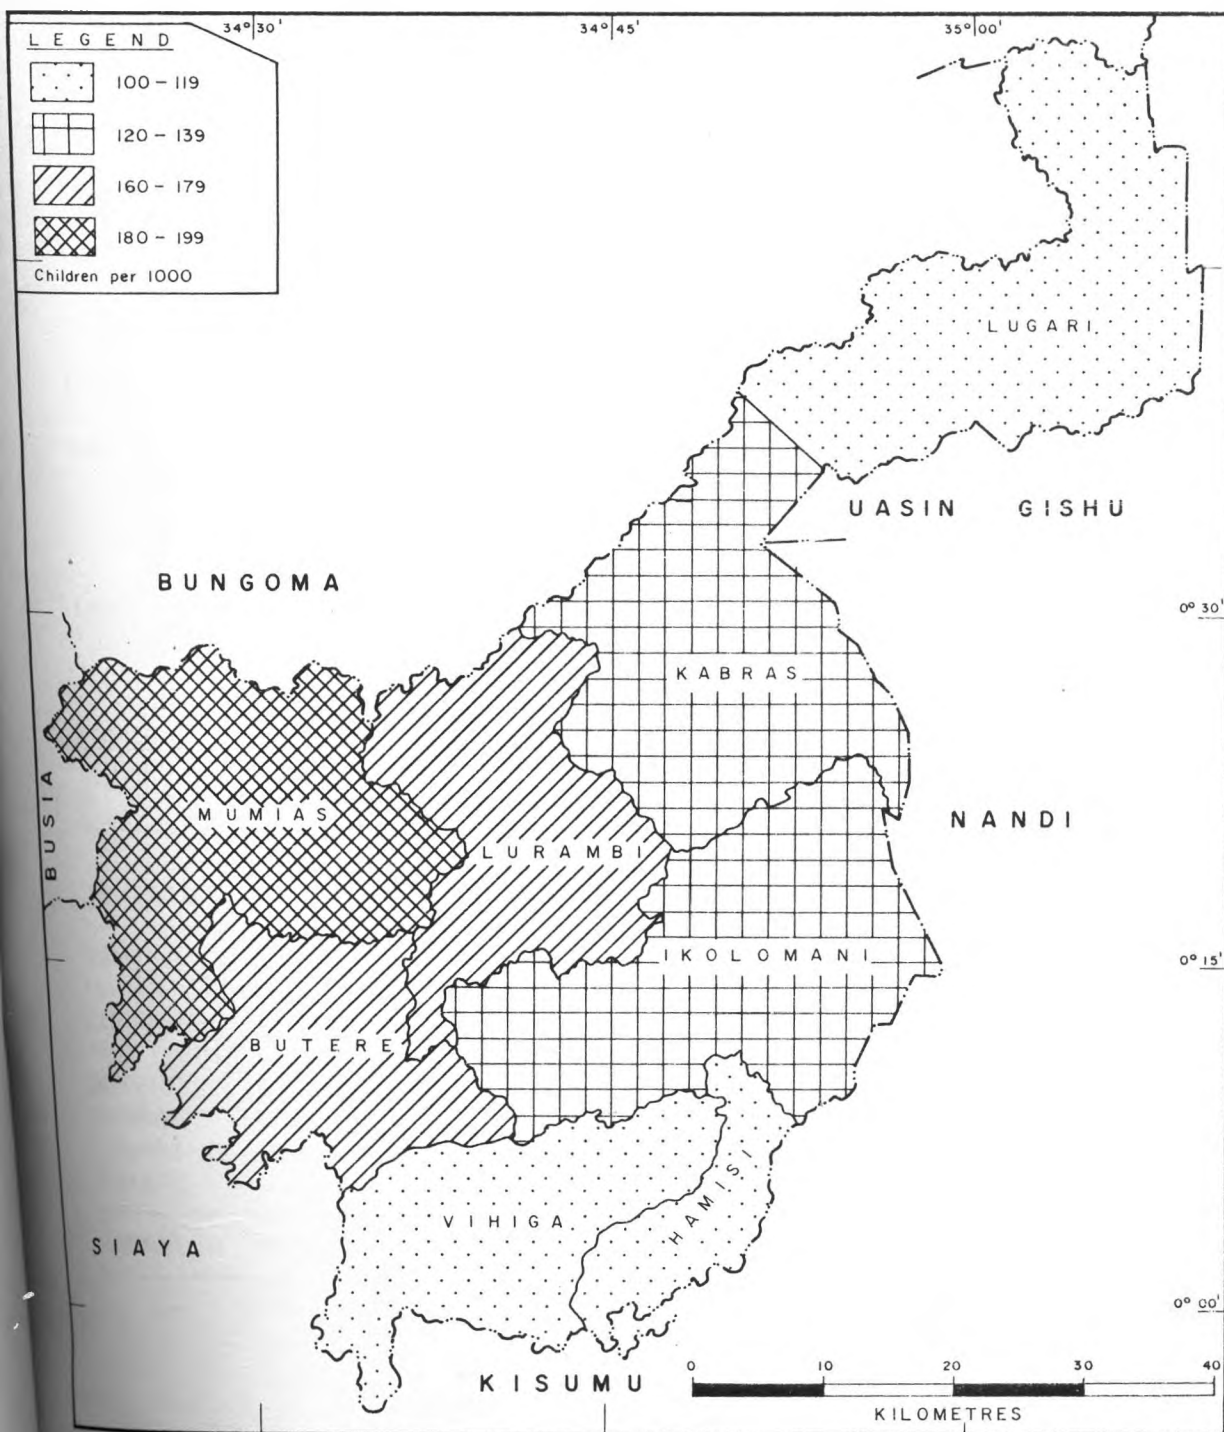 34°30'
34°45'
35°00'
LEGEND
100 – 119
120 – 139
160 – 179
180 – 199
Children per 1000
LUGARI
UASIN GISHU
BUNGOMA
0° 30'
KABRAS
BUSIA
MUMIAS
NANDI
LURAMBI
IKOLOMANI
0° 15'
BUTERE
VIHIGA
HAMISI
SIAYA
0° 00'
KISUMU
0 10 20 30 40
KILOMETRES